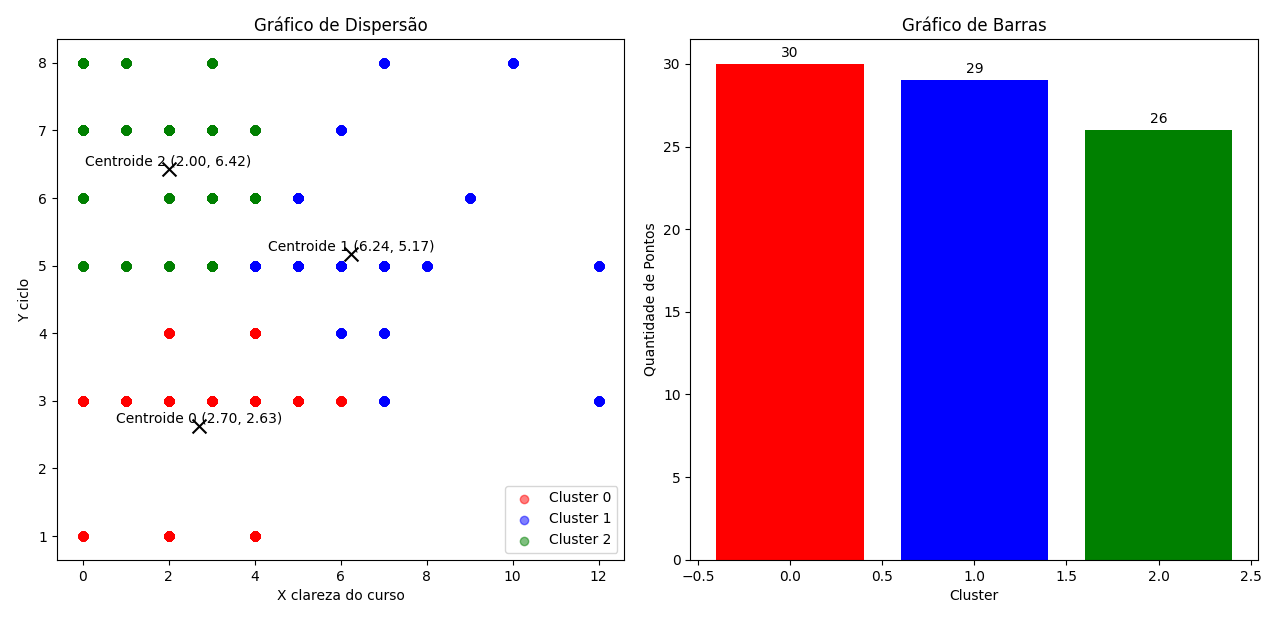 Gráfico de Dispersão
8
7
6
5
4
3
2
1
Y ciclo
Centroide 2 (2.00, 6.42)
Centroide 1 (6.24, 5.17)
Centroide 0 (2.70, 2.63)
Cluster 0
Cluster 1
Cluster 2
0 2 4 6 8 10 12
X clareza do curso
Gráfico de Barras
30
25
20
15
10
5
0
Quantidade de Pontos
30
29
26
−0.5 0.0 0.5 1.0 1.5 2.0 2.5
Cluster